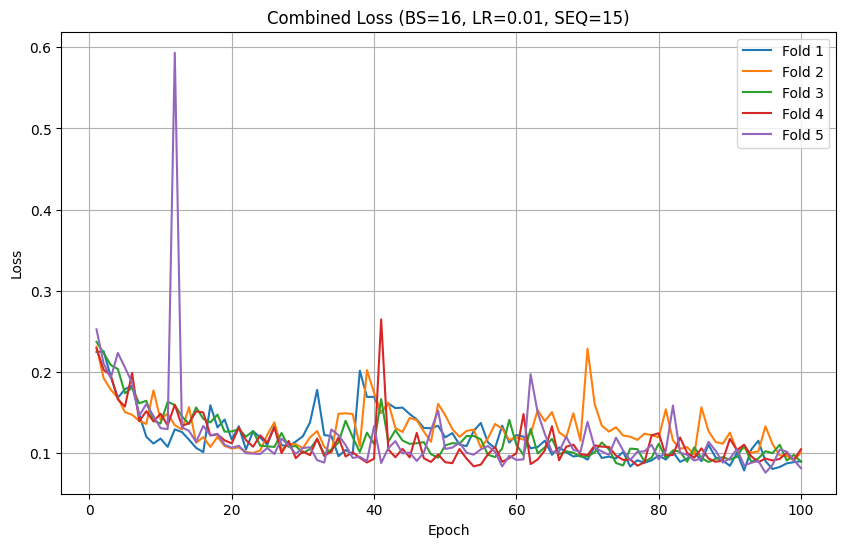 Combined Loss (BS=16, LR=0.01, SEQ=15)
0.6
0.5
0.4
0.3
0.2
0.1
Loss
Fold 1
Fold 2
Fold 3
Fold 4
Fold 5
0 20 40 60 80 100
Epoch